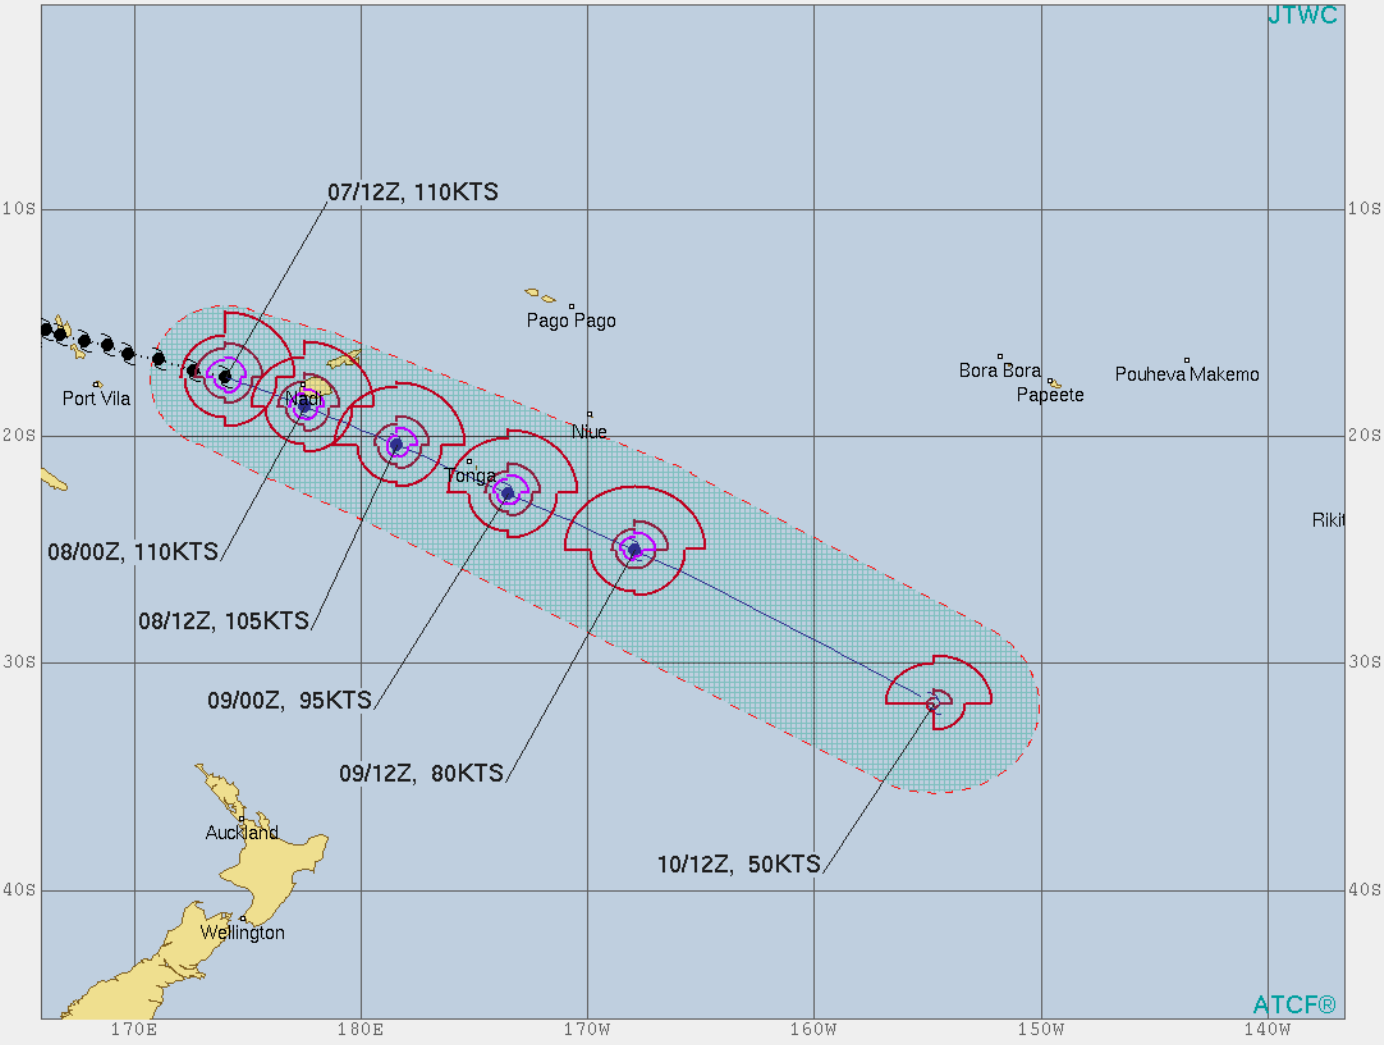 JTWC
07/12Z, 110KTS
10S
10S
Pago Pago
Bora Bora
Pouheva Makemo
Papeete
Port Vila
Nadi
20S
Niue
20S
Tonga
Rikit
08/00Z, 110KTS
08/12Z, 105KTS
30S
30S
09/00Z, 95KTS
09/12Z, 80KTS
Auckland
10/12Z, 50KTS
40S
40S
Wellington
ATCF®
170E
180E
170W
160W
150W
140W